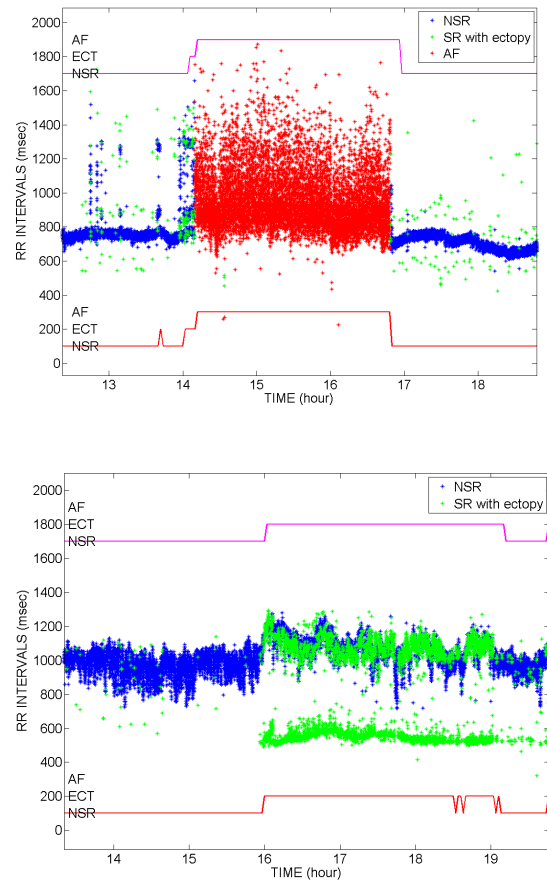 2000
1800
1600
1400
1200
1000
800
600
400
200
0
AF
ECT
NSR
AF
ECT
NSR
NSR
SR with ectopy
AF
RR INTERVALS (msec)
13 14 15 16 17 18
TIME (hour)
2000
1800
1600
1400
1200
1000
800
600
400
200
0
AF
ECT
NSR
AF
ECT
NSR
NSR
SR with ectopy
RR INTERVALS (msec)
14 15 16 17 18 19
TIME (hour)